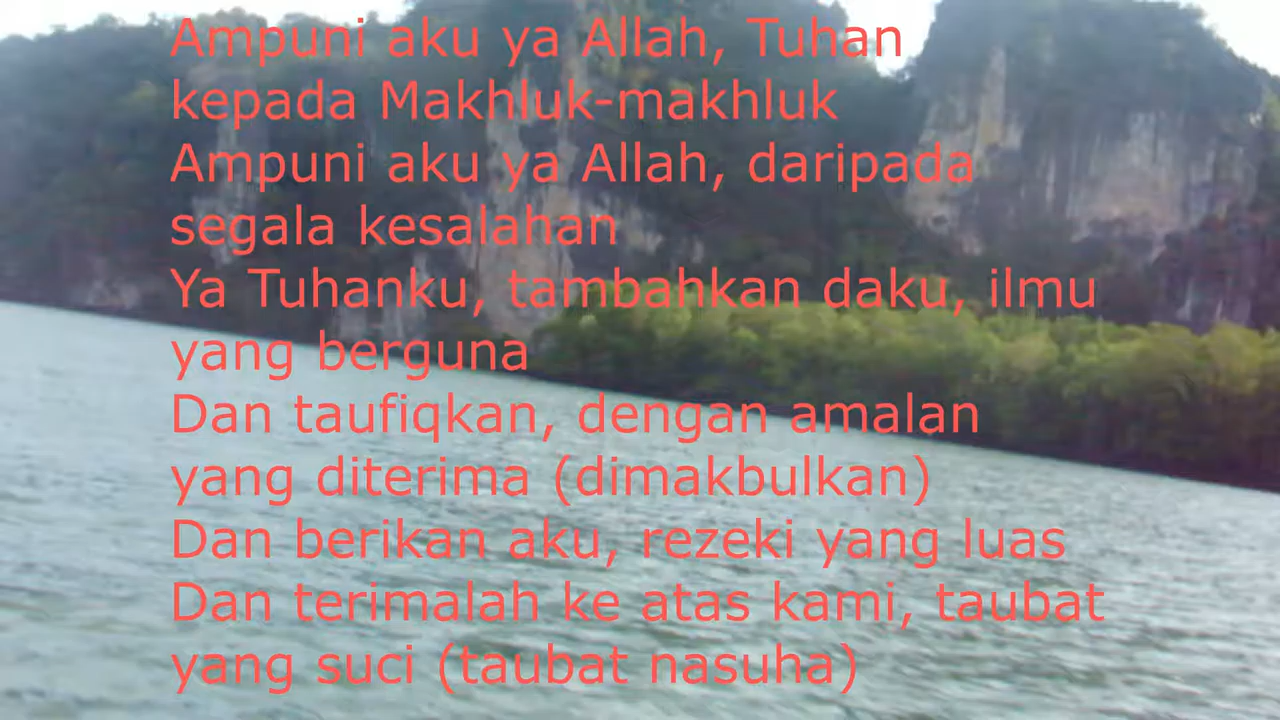 Ampuni aku ya Allah, Tuhan
kepada Makhluk-makhluk
Ampuni aku ya Allah, daripada
segala kesalahan
Ya Tuhanku, tambahkan daku, ilmu
yang berguna
Dan taufiqkan, dengan amalan
yang diterima (dimakbulkan)
Dan berikan aku, rezeki yang luas
Dan terimalah ke atas kami, taubat
yang suci (taubat nasuha)